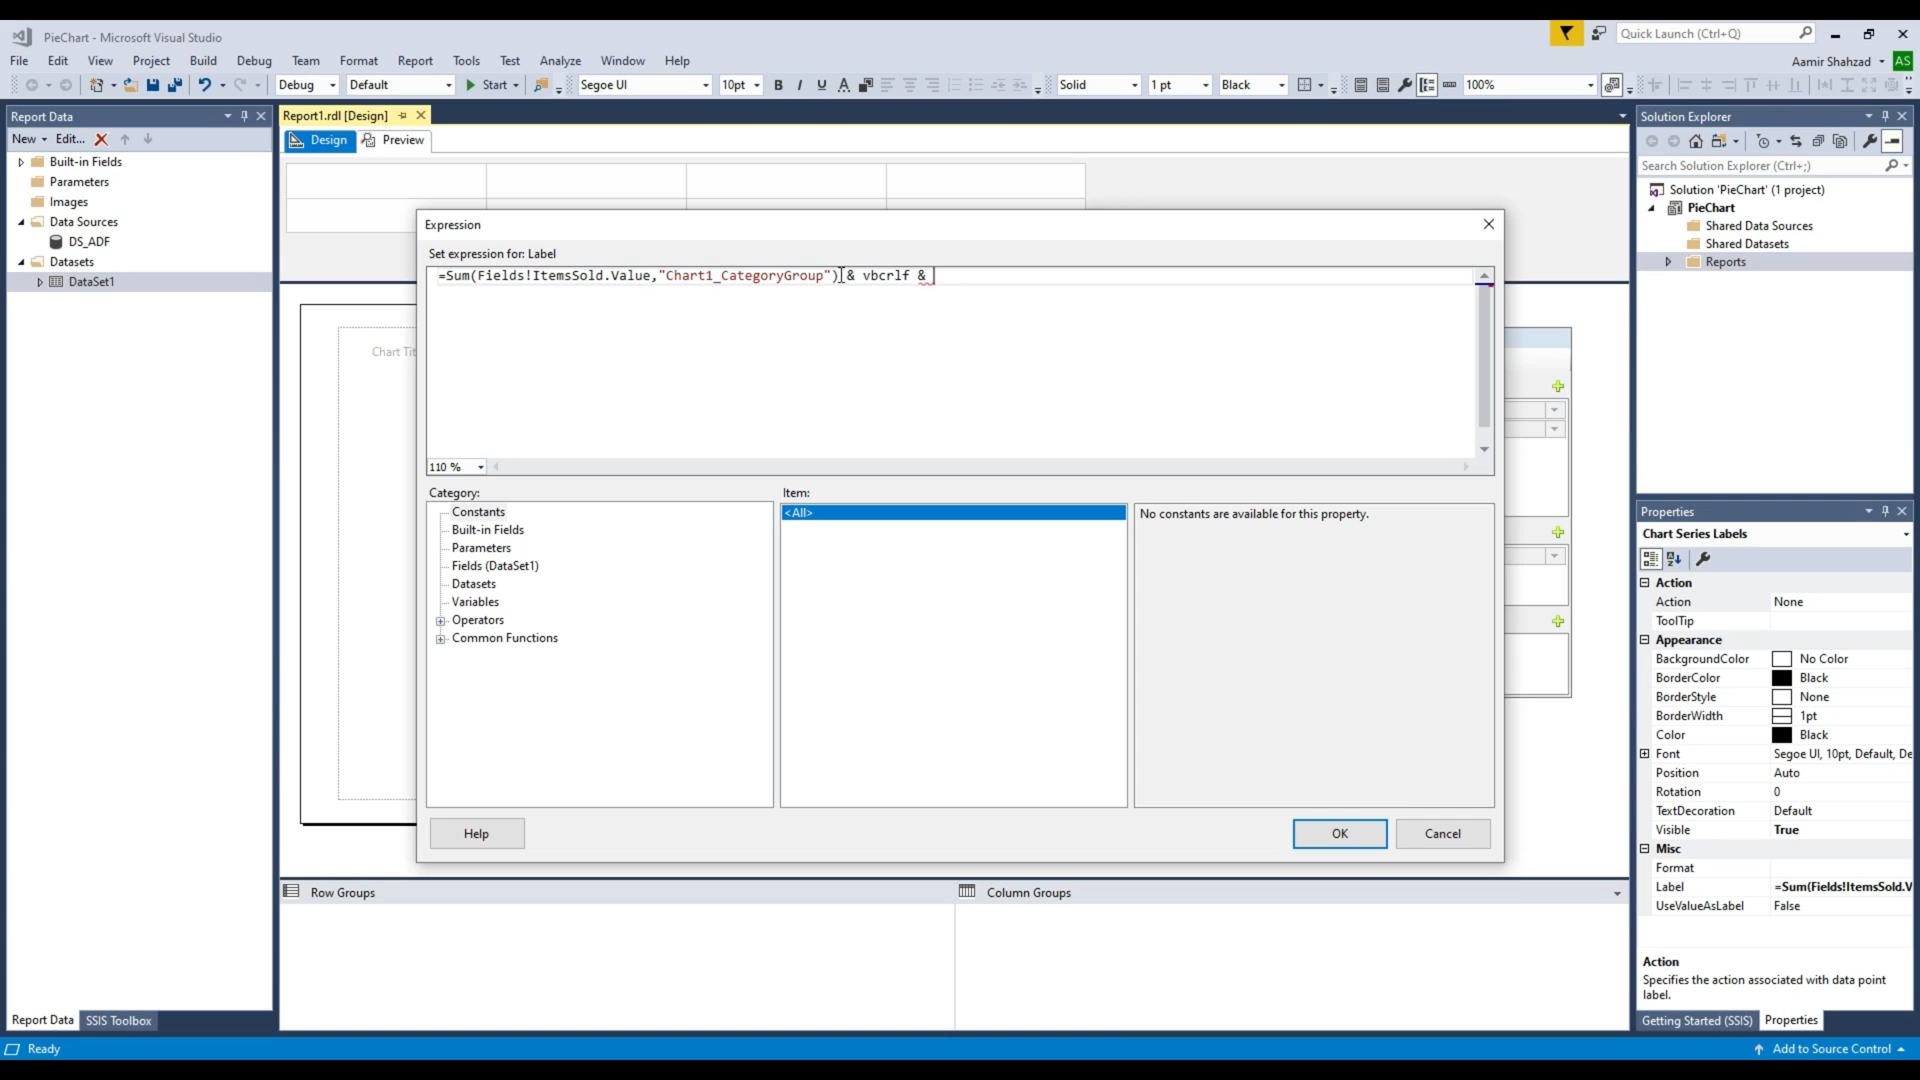 PieChart - Microsoft Visual Studio
Quick Launch (Ctrl+Q)
File Edit View Project Build Debug Team Format Report Tools Test Analyze Window Help
Aamir Shahzad AS
Debug Default Start Segoe UI 10pt B I U A Solid 1 pt Black 100%
Report Data
New Edit...
Built-in Fields
Parameters
Images
Data Sources
DS_ADF
Datasets
DataSet1
Report1.rdl [Design]
Design Preview
Chart Tit
Expression
Set expression for: Label
=Sum(Fields!ItemsSold.Value,"Chart1_CategoryGroup") & vbcrlf &
110 %
Category:
Constants
Built-in Fields
Parameters
Fields (DataSet1)
Datasets
Variables
Operators
Common Functions
Item:
<All>
No constants are available for this property.
Help OK Cancel
Row Groups Column Groups
Solution Explorer
Search Solution Explorer (Ctrl+;)
Solution 'PieChart' (1 project)
PieChart
Shared Data Sources
Shared Datasets
Reports
Properties
Chart Series Labels
Action
Action None
ToolTip
Appearance
BackgroundColor No Color
BorderColor Black
BorderStyle None
BorderWidth 1pt
Color Black
Font Segoe UI, 10pt, Default, De
Position Auto
Rotation 0
TextDecoration Default
Visible True
Misc
Format
Label =Sum(Fields!ItemsSold.V
UseValueAsLabel False
Action
Specifies the action associated with data point
label.
Report Data SSIS Toolbox
Getting Started (SSIS) Properties
Ready
Add to Source Control